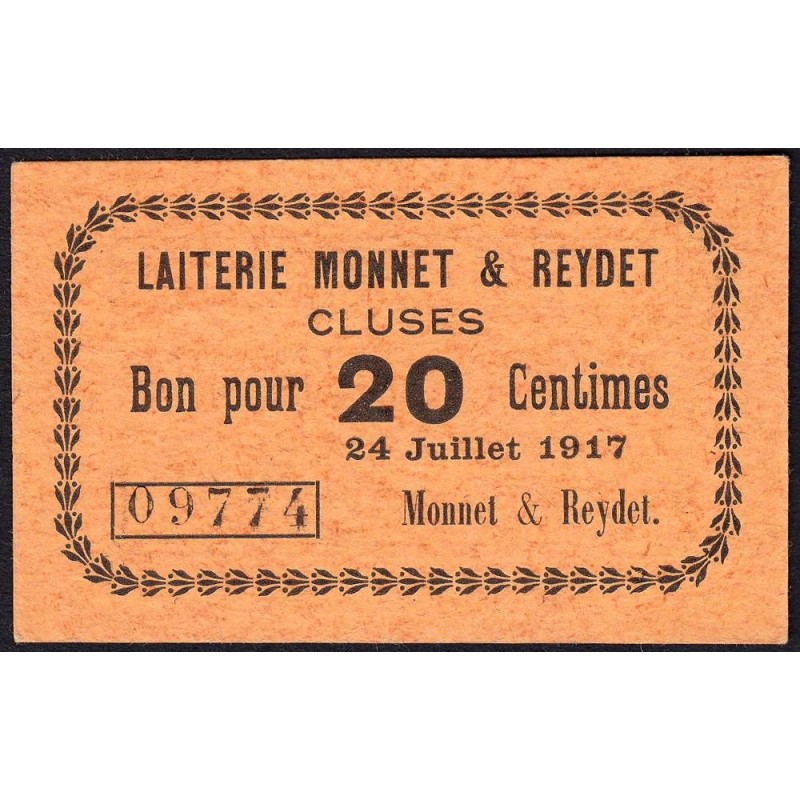 LAITERIE MONNET & REYDET
CLUSES
Bon pour 20 Centimes
24 Juillet 1917
09774
Monnet & Reydet.